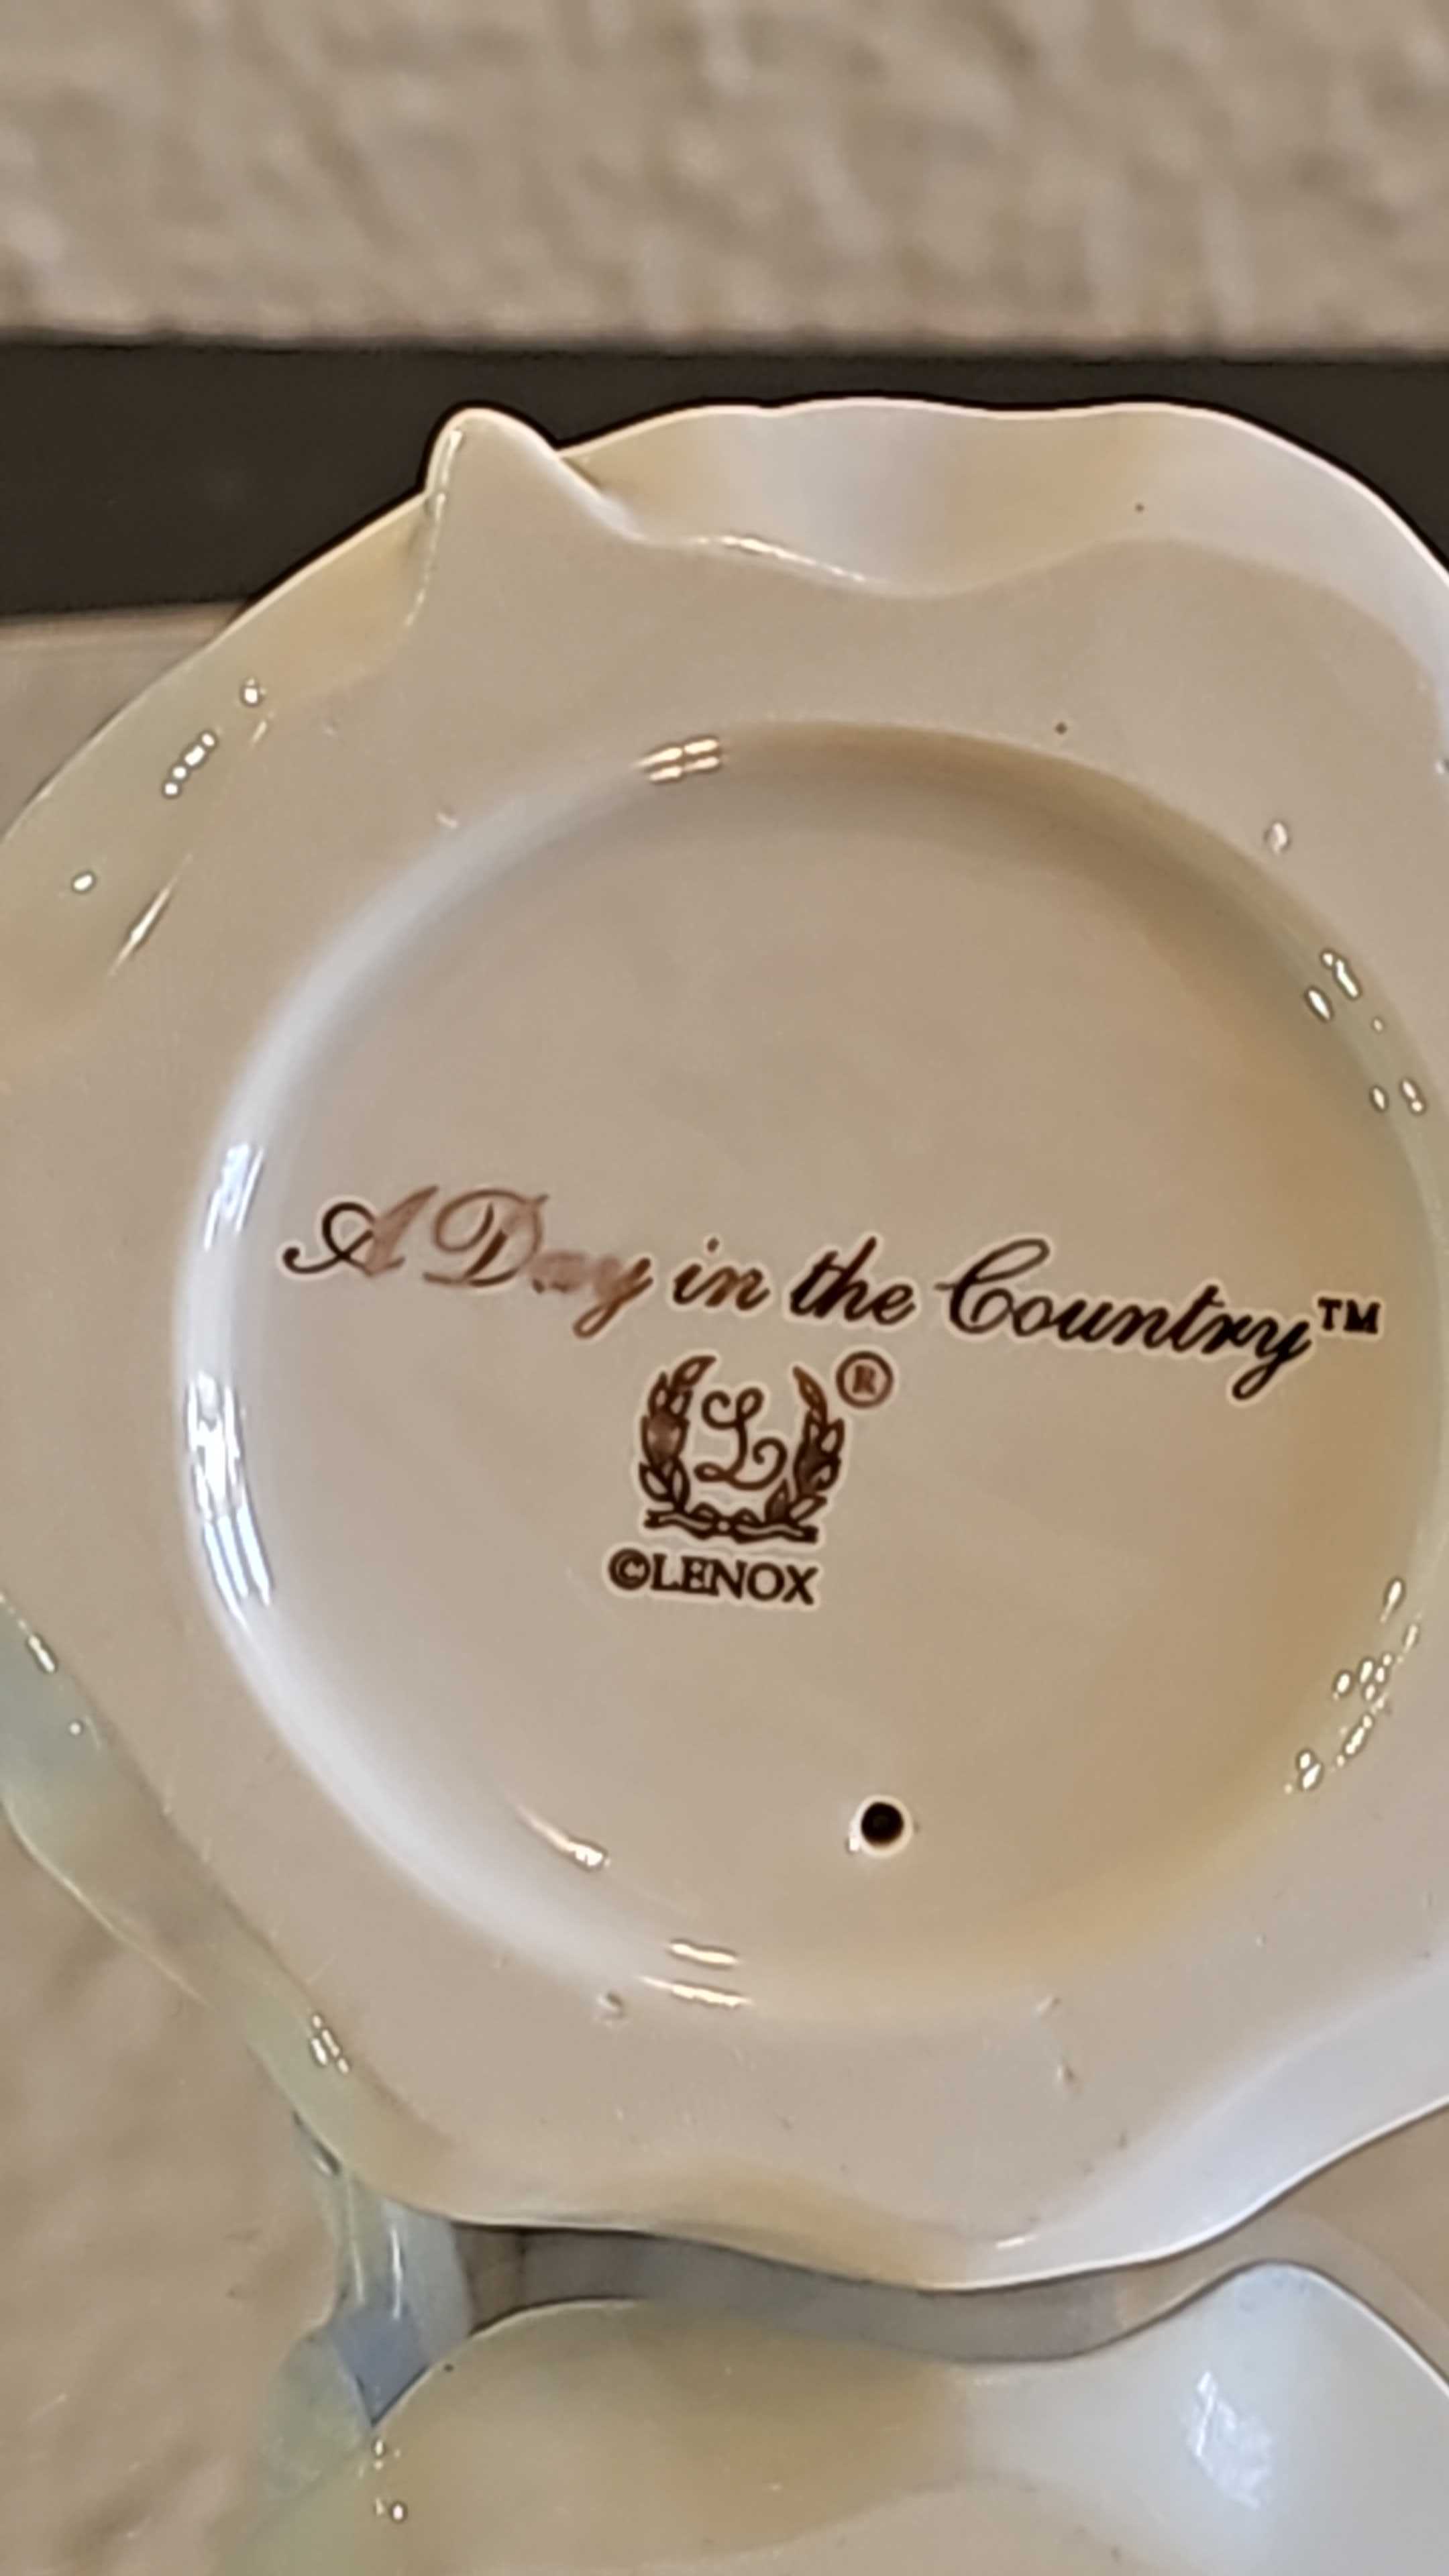 A Day in the Country™
L®
©LENOX